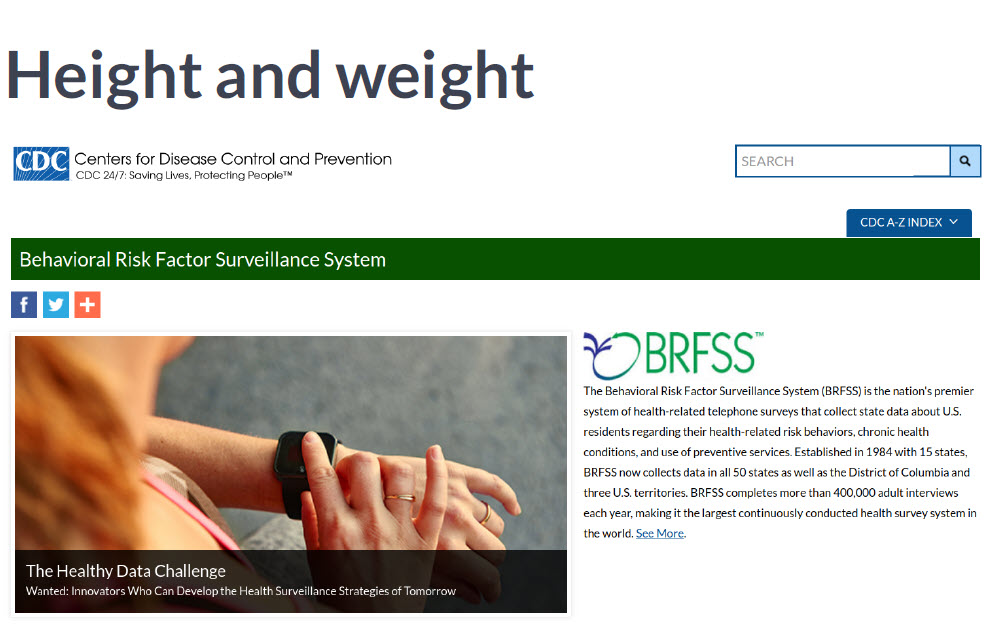 Height and weight
CDC
Centers for Disease Control and Prevention
CDC 24/7: Saving Lives, Protecting People™
SEARCH
CDC A-Z INDEX
Behavioral Risk Factor Surveillance System
f
BRFSS™
The Behavioral Risk Factor Surveillance System (BRFSS) is the nation's premier
system of health-related telephone surveys that collect state data about U.S.
residents regarding their health-related risk behaviors, chronic health
conditions, and use of preventive services. Established in 1984 with 15 states,
BRFSS now collects data in all 50 states as well as the District of Columbia and
three U.S. territories. BRFSS completes more than 400,000 adult interviews
each year, making it the largest continuously conducted health survey system in
the world. See More.
The Healthy Data Challenge
Wanted: Innovators Who Can Develop the Health Surveillance Strategies of Tomorrow